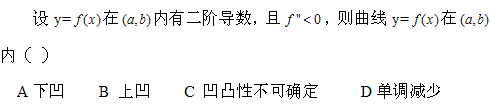 设 y= f(x)在(a,b)内有二阶导数，且 f"<0，则曲线 y= f(x)在(a,b)
内（ ）
A 下凹 B 上凹 C 凹凸性不可确定 D 单调减少